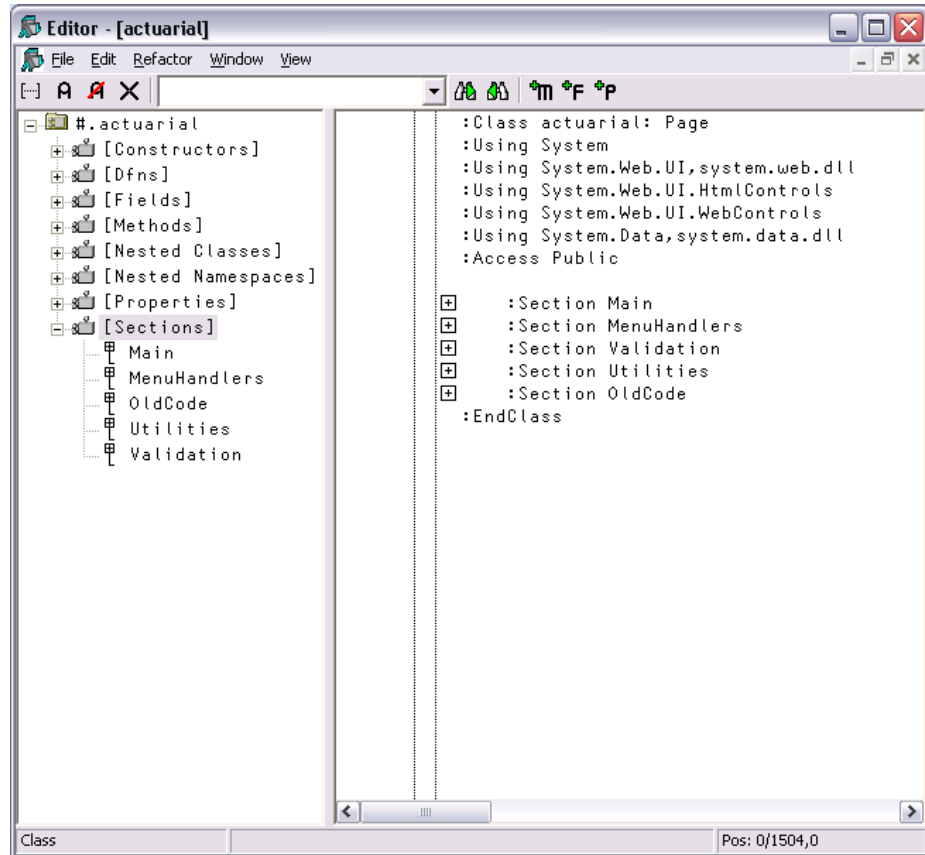 Editor - [actuarial]
File Edit Refactor Window View
A A
m F P
#.actuarial
[Constructors]
[Dfns]
[Fields]
[Methods]
[Nested Classes]
[Nested Namespaces]
[Properties]
[Sections]
Main
MenuHandlers
OldCode
Utilities
Validation
:Class actuarial: Page
:Using System
:Using System.Web.UI,system.web.dll
:Using System.Web.UI.HtmlControls
:Using System.Web.UI.WebControls
:Using System.Data,system.data.dll
:Access Public
:Section Main
:Section MenuHandlers
:Section Validation
:Section Utilities
:Section OldCode
:EndClass
Class
Pos: 0/1504,0